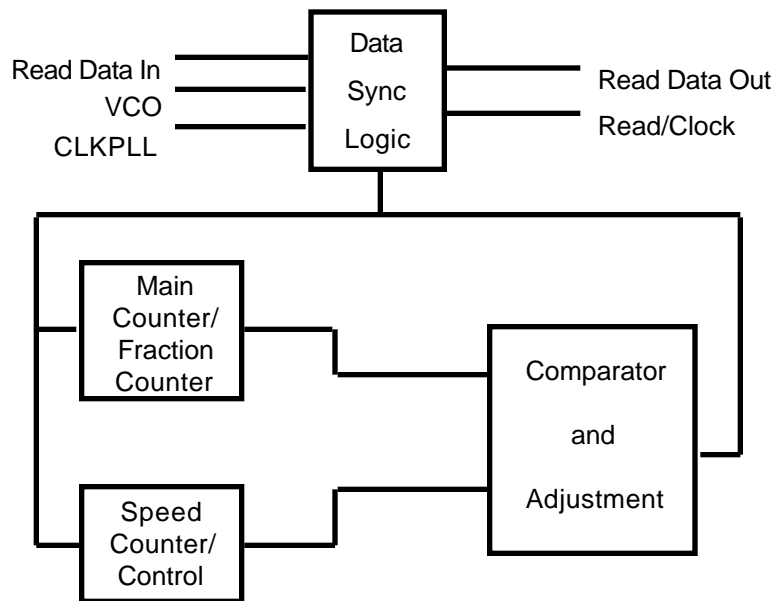 Read Data In
VCO
CLKPLL
Data
Sync
Logic
Read Data Out
Read/Clock
Main
Counter/
Fraction
Counter
Speed
Counter/
Control
Comparator
and
Adjustment